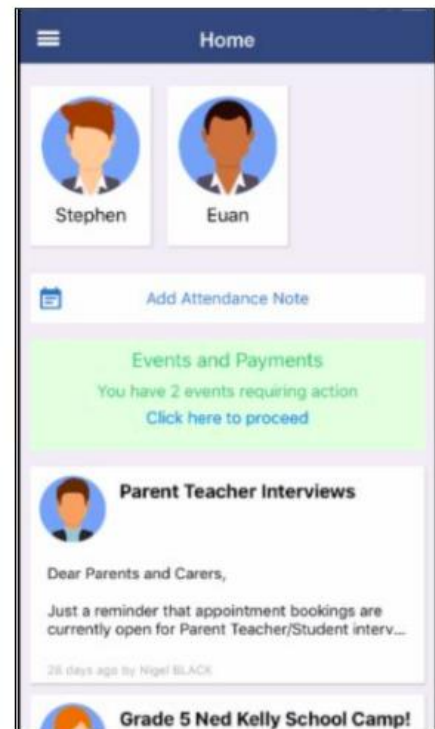 Home
Stephen
Euan
Add Attendance Note
Events and Payments
You have 2 events requiring action
Click here to proceed
Parent Teacher Interviews
Dear Parents and Carers,
Just a reminder that appointment bookings are
currently open for Parent Teacher/Student interv...
28 days ago by Nigel BLACK
Grade 5 Ned Kelly School Camp!